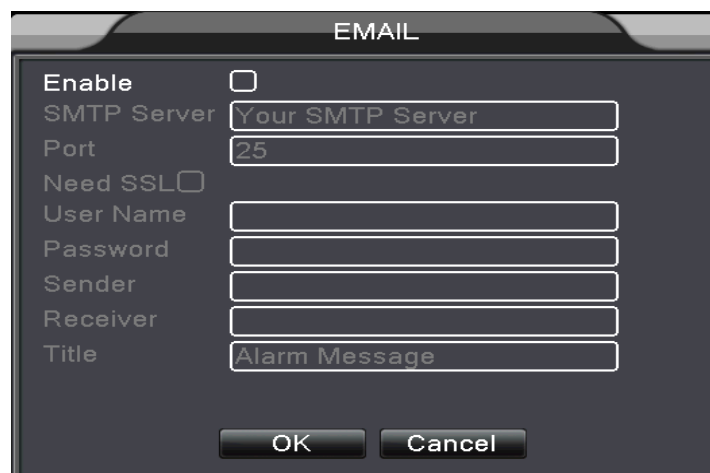 EMAIL
Enable
SMTP Server Your SMTP Server
Port 25
Need SSL
User Name
Password
Sender
Receiver
Title Alarm Message
OK Cancel